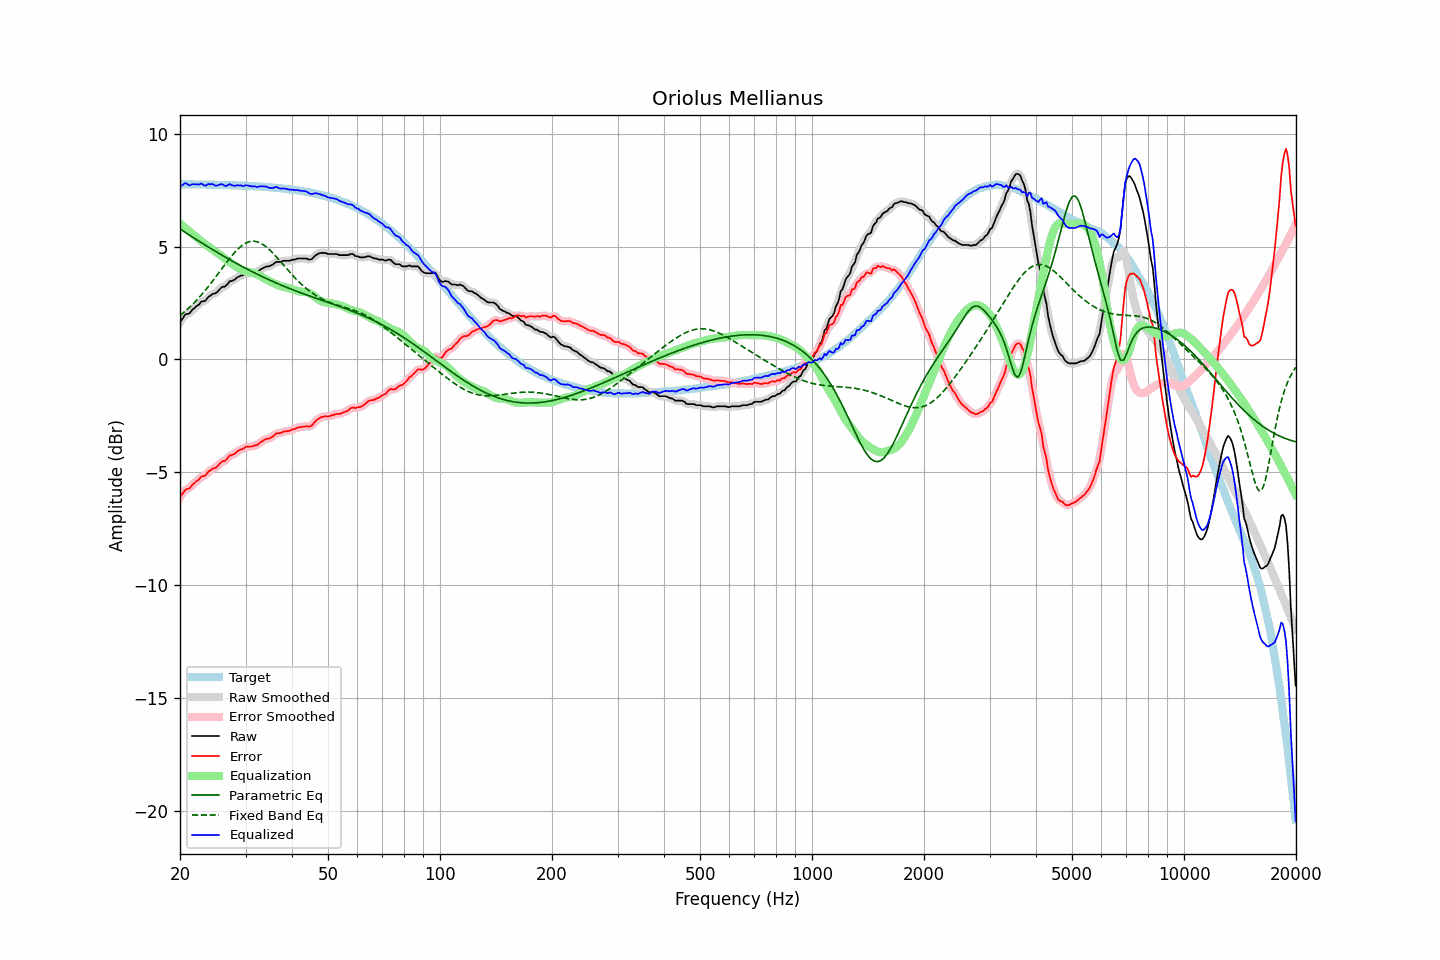 Oriolus Mellianus
10
5
0
−5
−10
−15
−20
Amplitude (dBr)
Target
Raw Smoothed
Error Smoothed
Raw
Error
Equalization
Parametric Eq
Fixed Band Eq
Equalized
20 50 100 200 500 1000 2000 5000 10000 20000
Frequency (Hz)